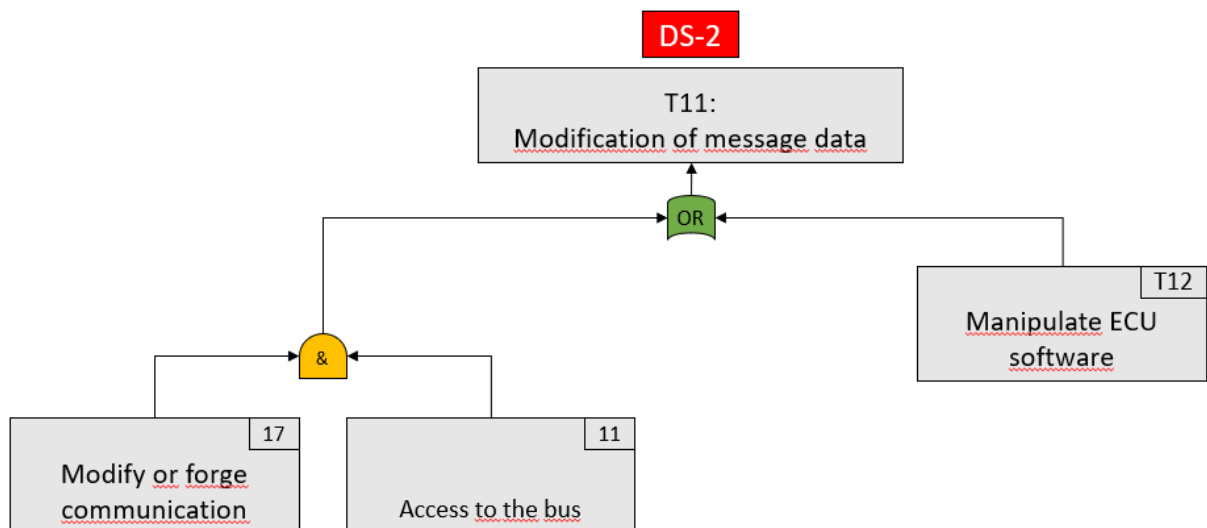 DS-2
T11:
Modification of message data
OR
T12
Manipulate ECU
software
&
17
Modify or forge
communication
11
Access to the bus